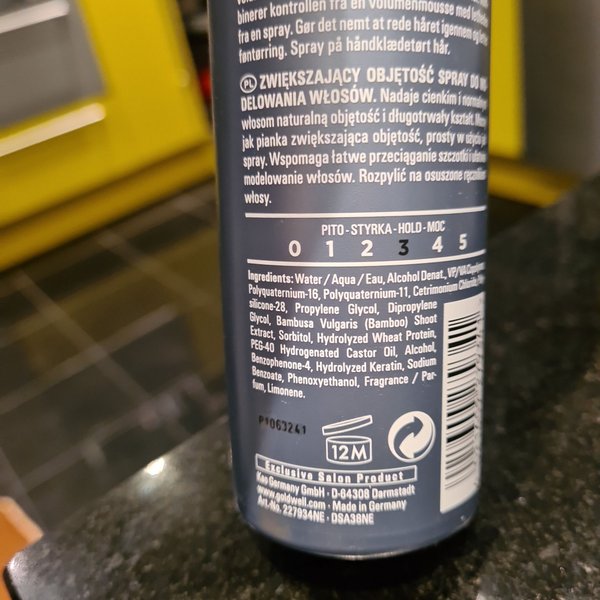 binerer kontrollen fra en volumenmousse med
fra en spray. Gør det nemt at rede håret igennem og
føntørring. Spray på håndklædetørt hår.
PL ZWIĘKSZAJĄCY OBJĘTOŚĆ SPRAY DO MO-
DELOWANIA WŁOSÓW. Nadaje cienkim i normalnym
włosom naturalną objętość i długotrwały kształt.
jak pianka zwiększająca objętość, prosty w użyciu jak
spray. Wspomaga łatwe przeciąganie szczotki i
modelowanie włosów. Rozpylić na osuszone ręcznikiem
włosy.
PITO-STYRKA-HOLD-MOC
0 1 2 3 4 5
Ingredients: Water / Aqua / Eau, Alcohol Denat., VP/VA
Polyquaternium-16, Polyquaternium-11, Cetrimonium Chloride,
silicone-28, Propylene Glycol, Dipropylene
Glycol, Bambusa Vulgaris (Bamboo) Shoot
Extract, Sorbitol, Hydrolyzed Wheat Protein,
PEG-40 Hydrogenated Castor Oil, Alcohol,
Benzophenone-4, Hydrolyzed Keratin, Sodium
Benzoate, Phenoxyethanol, Fragrance / Par-
fum, Limonene.
P1063241
12M
Exclusive Salon Product
Kao Germany GmbH · D-64308 Darmstadt
www.goldwell.com · Made in Germany
Art.-No. 227934NE · DSA38NE